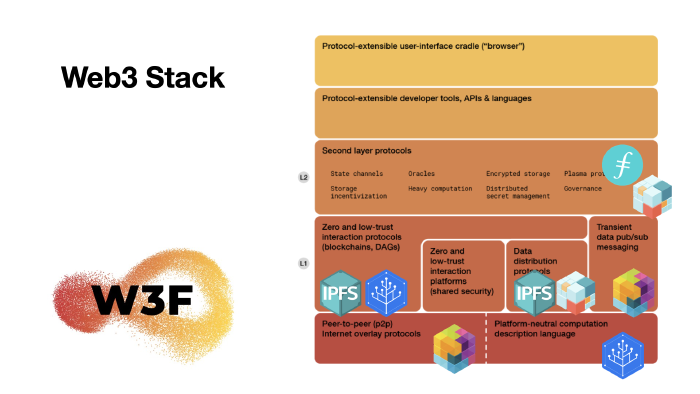 Web3 Stack
W3F
Protocol-extensible user-interface cradle (“browser”)
Protocol-extensible developer tools, APIs & languages
Second layer protocols
State channels
Oracles
Encrypted storage
Plasma
L2
Storage
incentivization
Heavy computation
Distributed
secret management
Governance
Zero and low-trust
interaction protocols
(blockchains, DAGs)
Zero and
low-trust
interaction
platforms
(shared security)
Data
distribution
protocols
Transient
data pub/sub
messaging
L1
IPFS
IPFS
Peer-to-peer (p2p)
Internet overlay protocols
Platform-neutral computation
description language